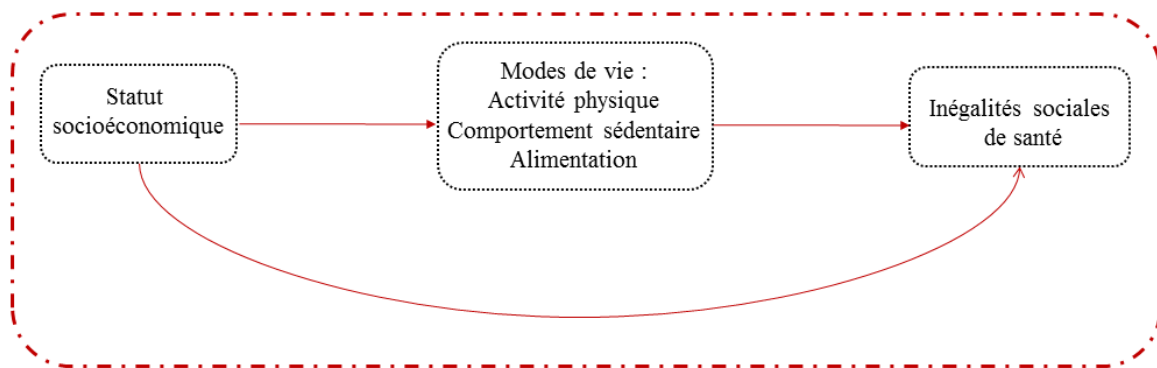 Statut
socioéconomique
Modes de vie :
Activité physique
Comportement sédentaire
Alimentation
Inégalités sociales
de santé